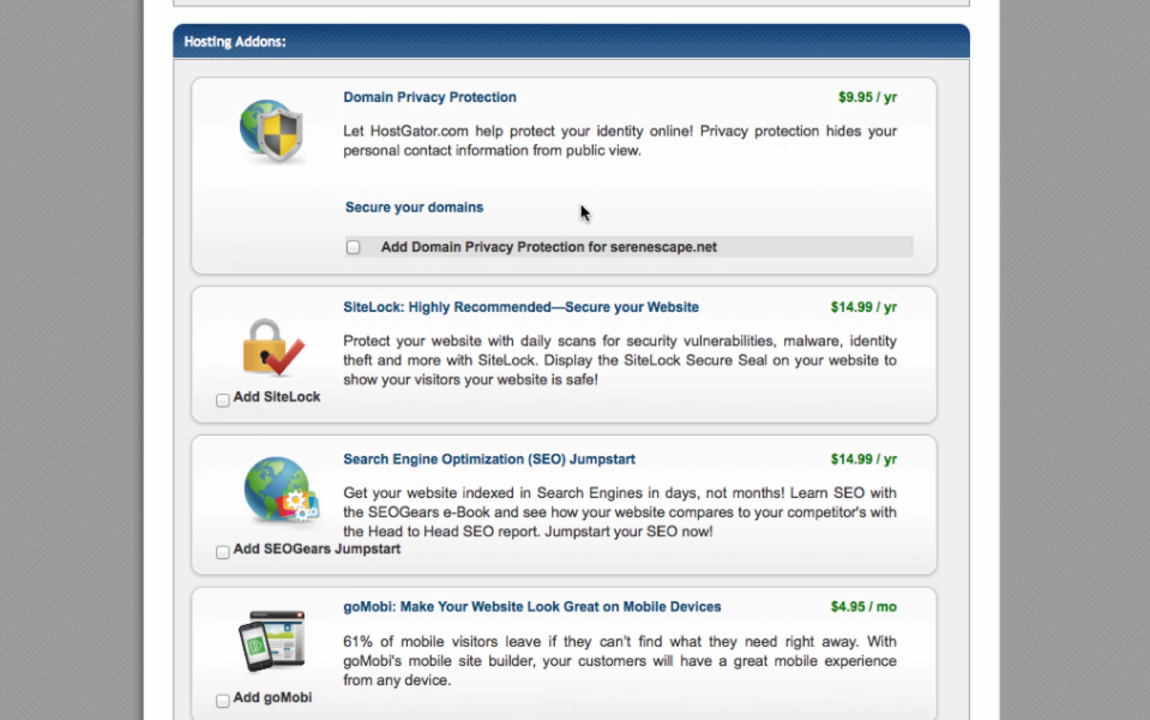 Hosting Addons:
Domain Privacy Protection $9.95 / yr
Let HostGator.com help protect your identity online! Privacy protection hides your
personal contact information from public view.
Secure your domains
Add Domain Privacy Protection for serenescape.net
SiteLock: Highly Recommended—Secure your Website $14.99 / yr
Protect your website with daily scans for security vulnerabilities, malware, identity
theft and more with SiteLock. Display the SiteLock Secure Seal on your website to
show your visitors your website is safe!
Add SiteLock
Search Engine Optimization (SEO) Jumpstart $14.99 / yr
Get your website indexed in Search Engines in days, not months! Learn SEO with
the SEOGears e-Book and see how your website compares to your competitor's with
the Head to Head SEO report. Jumpstart your SEO now!
Add SEOGears Jumpstart
goMobi: Make Your Website Look Great on Mobile Devices $4.95 / mo
61% of mobile visitors leave if they can't find what they need right away. With
goMobi's mobile site builder, your customers will have a great mobile experience
from any device.
Add goMobi